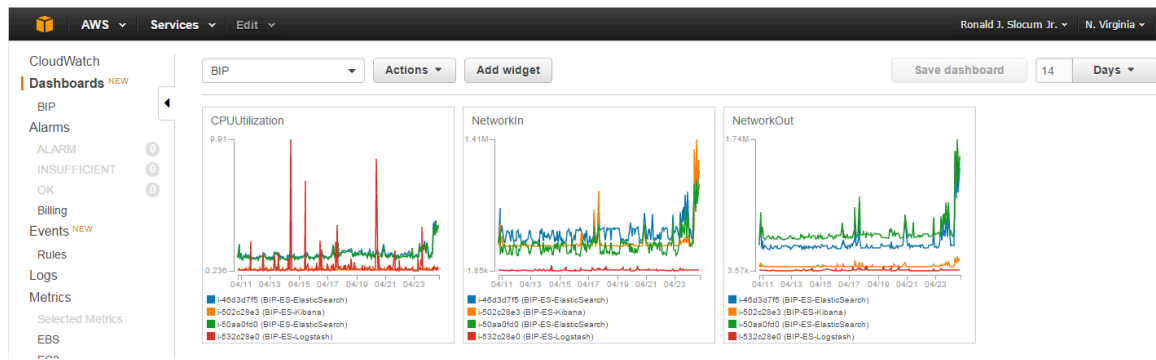 AWS Services Edit Ronald J. Slocum Jr. N. Virginia
CloudWatch
Dashboards NEW
BIP
Alarms
ALARM 0
INSUFFICIENT 0
OK 0
Billing
Events NEW
Rules
Logs
Metrics
Selected Metrics
EBS
EC2
BIP Actions Add widget Save dashboard 14 Days
CPUUtilization
9.91
0.236
04/11 04/13 04/15 04/17 04/19 04/21 04/23
i-46d3d7f5 (BIP-ES-ElasticSearch)
i-502c28e3 (BIP-ES-Kibana)
i-50aa0fd0 (BIP-ES-ElasticSearch)
i-532c28e0 (BIP-ES-Logstash)
NetworkIn
1.41M
1.85k
04/11 04/13 04/15 04/17 04/19 04/21 04/23
i-46d3d7f5 (BIP-ES-ElasticSearch)
i-502c28e3 (BIP-ES-Kibana)
i-50aa0fd0 (BIP-ES-ElasticSearch)
i-532c28e0 (BIP-ES-Logstash)
NetworkOut
1.74M
3.57k
04/11 04/13 04/15 04/17 04/19 04/21 04/23
i-46d3d7f5 (BIP-ES-ElasticSearch)
i-502c28e3 (BIP-ES-Kibana)
i-50aa0fd0 (BIP-ES-ElasticSearch)
i-532c28e0 (BIP-ES-Logstash)